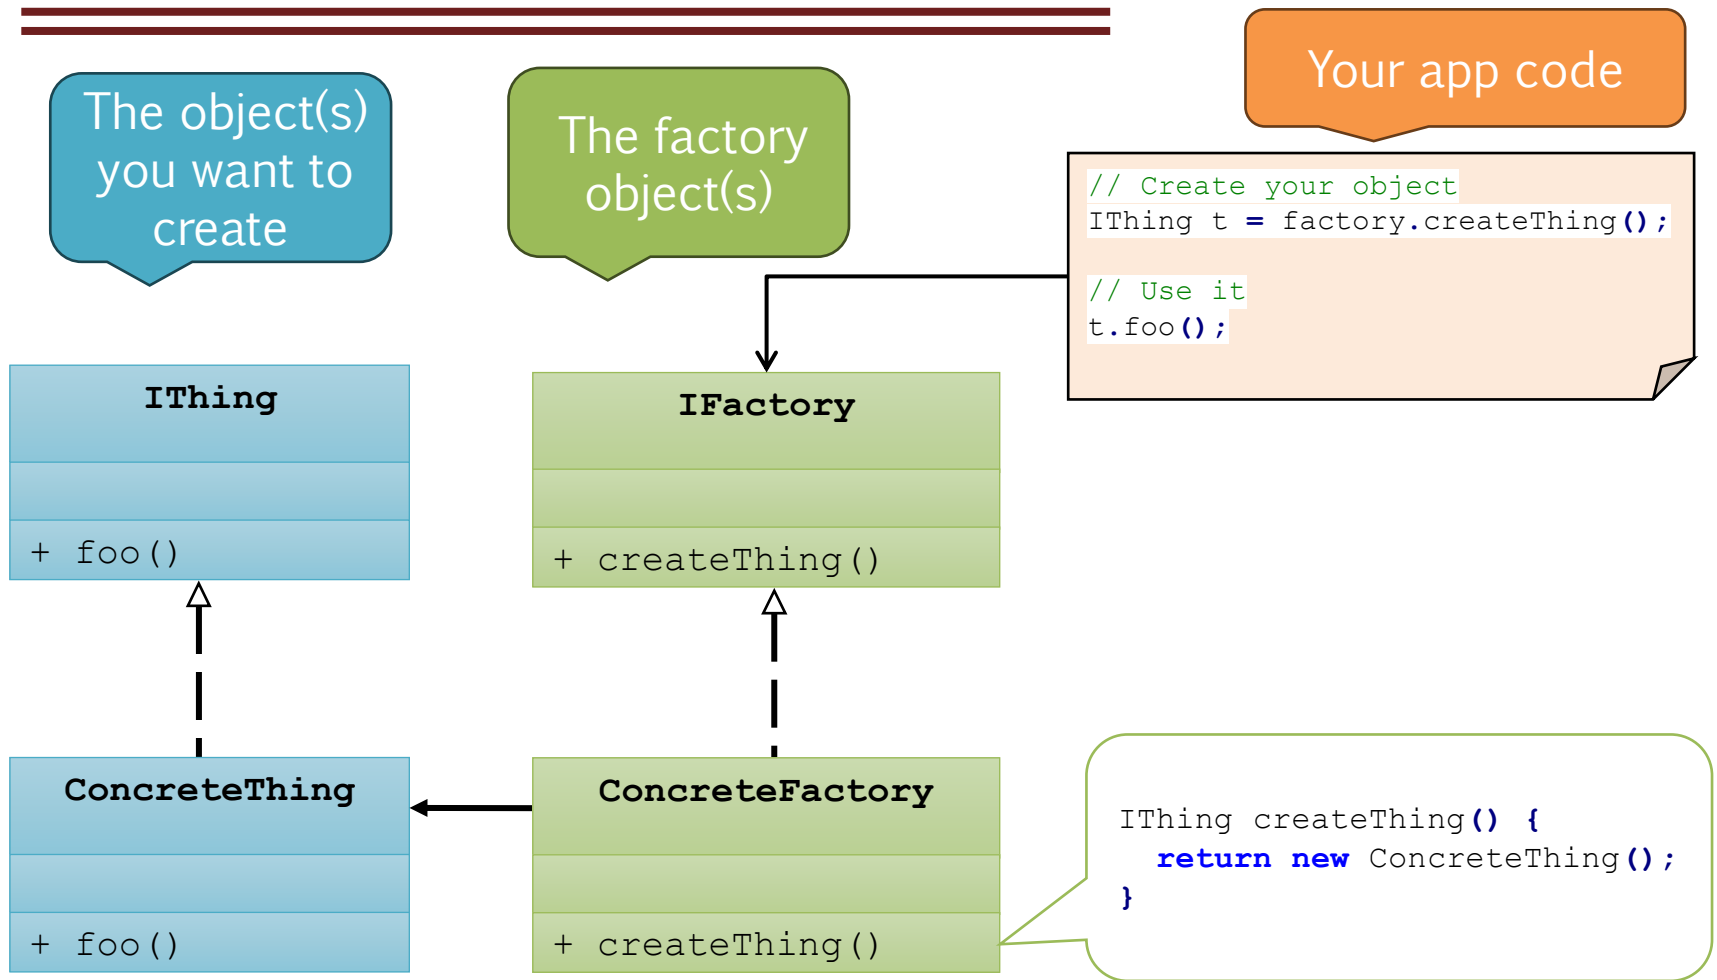 The object(s)
you want to
create
The factory
object(s)
Your app code
// Create your object
IThing t = factory.createThing();
// Use it
t.foo();
IThing
+ foo()
IFactory
+ createThing()
ConcreteThing
+ foo()
ConcreteFactory
+ createThing()
IThing createThing() {
  return new ConcreteThing();
}